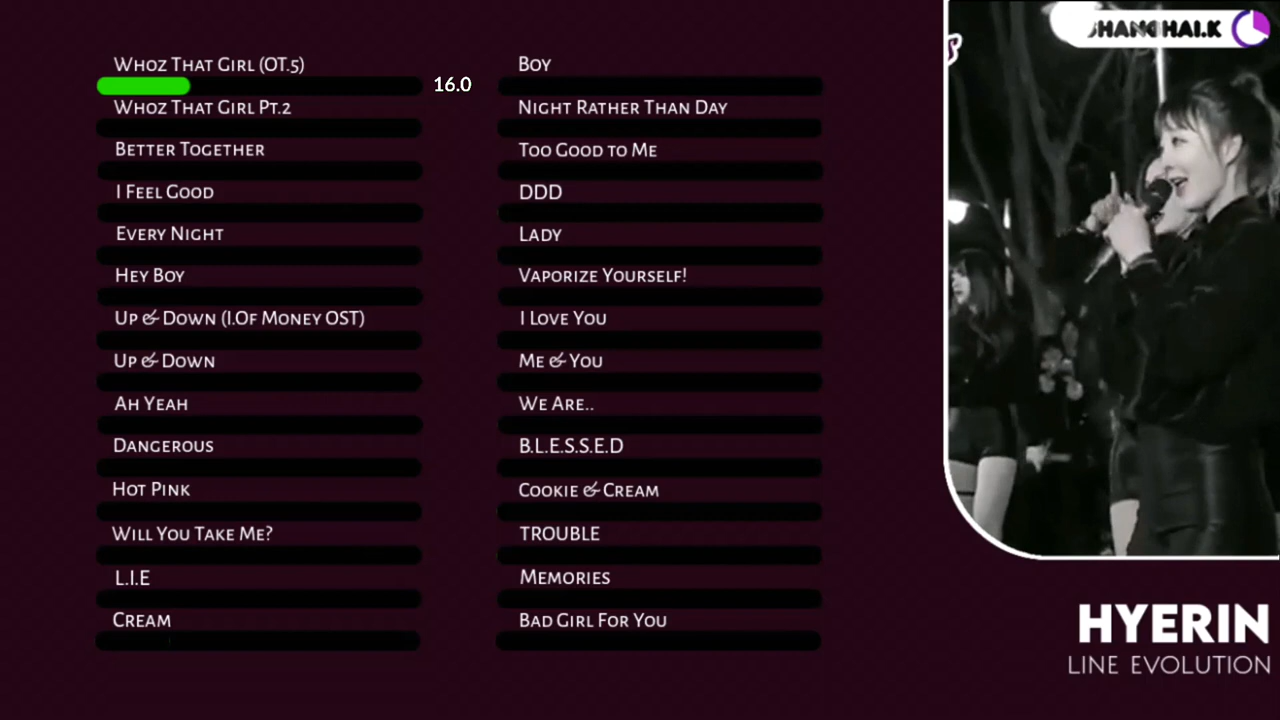 WHOZ THAT GIRL (OT.5)
16.0
WHOZ THAT GIRL PT.2
BETTER TOGETHER
I FEEL GOOD
EVERY NIGHT
HEY BOY
UP & DOWN (I.OF MONEY OST)
UP & DOWN
AH YEAH
DANGEROUS
HOT PINK
WILL YOU TAKE ME?
L.I.E
CREAM
BOY
NIGHT RATHER THAN DAY
TOO GOOD TO ME
DDD
LADY
VAPORIZE YOURSELF!
I LOVE YOU
ME & YOU
WE ARE..
B.L.E.S.S.E.D
COOKIE & CREAM
TROUBLE
MEMORIES
BAD GIRL FOR YOU
SHANGHAI.K
HYERIN
LINE EVOLUTION